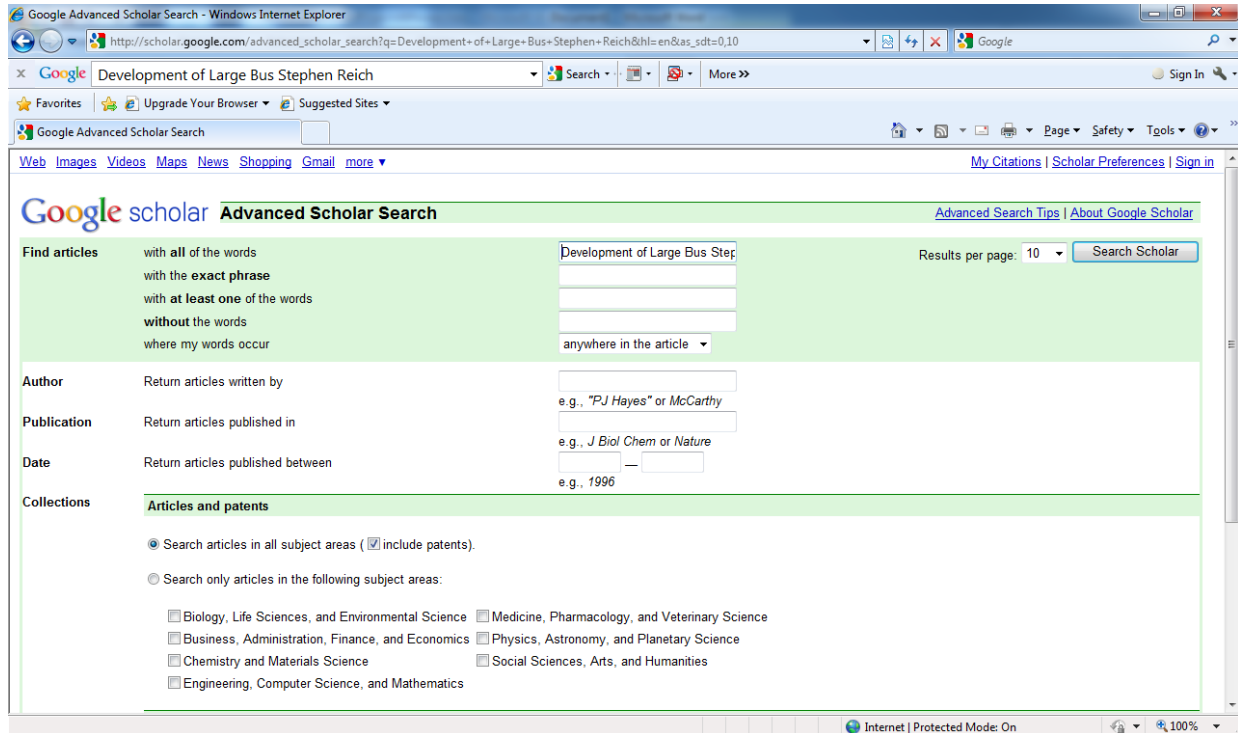 Google Advanced Scholar Search - Windows Internet Explorer
http://scholar.google.com/advanced_scholar_search?q=Development+of+Large+Bus+Stephen+Reich&hl=en&as_sdt=0,10 Google
x Google Development of Large Bus Stephen Reich Search More >> Sign In
Favorites Upgrade Your Browser Suggested Sites
Google Advanced Scholar Search Page Safety Tools
Web Images Videos Maps News Shopping Gmail more My Citations | Scholar Preferences | Sign in
Google scholar Advanced Scholar Search Advanced Search Tips | About Google Scholar
Find articles with all of the words Development of Large Bus Step Results per page: 10 Search Scholar
with the exact phrase
with at least one of the words
without the words
where my words occur anywhere in the article
Author Return articles written by
e.g., "PJ Hayes" or McCarthy
Publication Return articles published in
e.g., J Biol Chem or Nature
Date Return articles published between —
e.g., 1996
Collections Articles and patents
Search articles in all subject areas ( include patents).
Search only articles in the following subject areas:
Biology, Life Sciences, and Environmental Science Medicine, Pharmacology, and Veterinary Science
Business, Administration, Finance, and Economics Physics, Astronomy, and Planetary Science
Chemistry and Materials Science Social Sciences, Arts, and Humanities
Engineering, Computer Science, and Mathematics
Internet | Protected Mode: On 100%